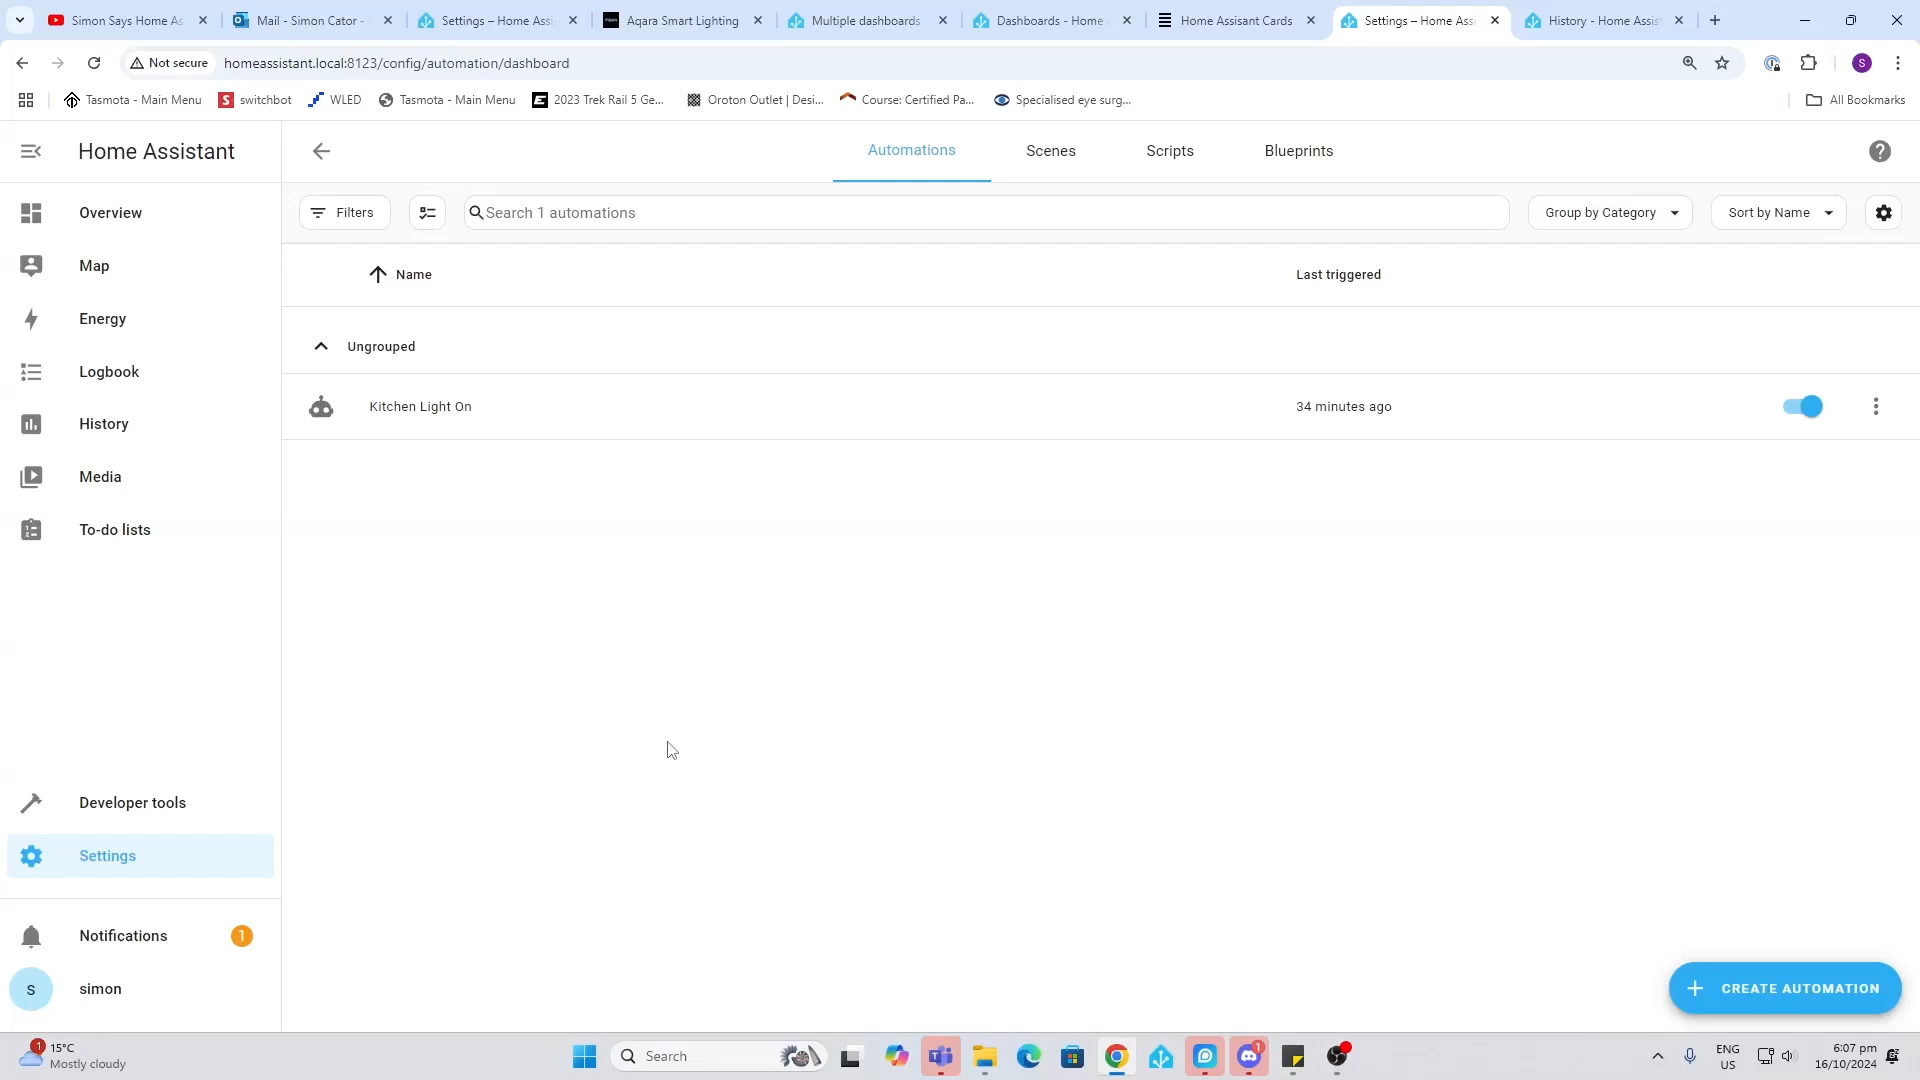 Simon Says Home As
Mail - Simon Cator -
Settings – Home Assi
Aqara Smart Lighting
Multiple dashboards
Dashboards - Home
Home Assisant Cards
Settings – Home Assi
History - Home Assis
Not secure
homeassistant.local:8123/config/automation/dashboard
S
Tasmota - Main Menu
S
switchbot
WLED
Tasmota - Main Menu
2023 Trek Rail 5 Ge...
Oroton Outlet | Desi...
Course: Certified Pa...
Specialised eye surg...
All Bookmarks
Home Assistant
Automations
Scenes
Scripts
Blueprints
Overview
Filters
Search 1 automations
Group by Category
Sort by Name
Map
Name
Last triggered
Energy
Ungrouped
Logbook
Kitchen Light On
34 minutes ago
History
Media
To-do lists
Developer tools
Settings
Notifications
1
s
simon
CREATE AUTOMATION
1
15°C
Mostly cloudy
Search
1
ENG
US
6:07 pm
16/10/2024